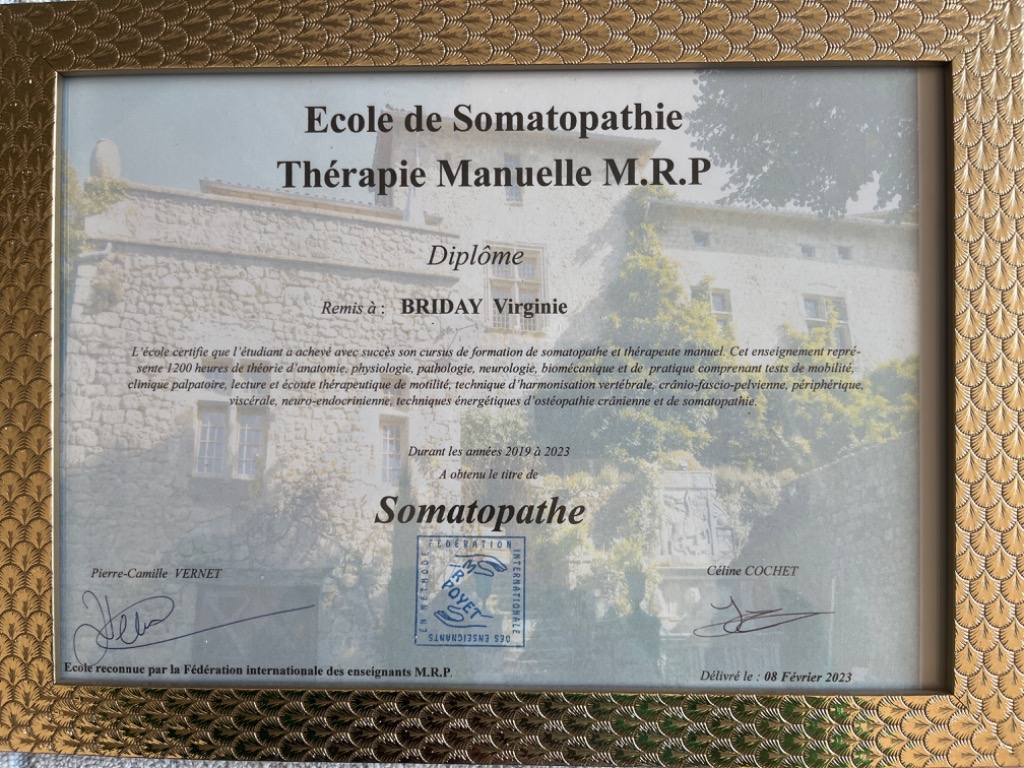 Ecole de Somatopathie
Thérapie Manuelle M.R.P
Diplôme
Remis à : BRIDAY Virginie
L'école certifie que l'étudiant a achevé avec succès son cursus de formation de somatopathe et thérapeute manuel. Cet enseignement repré-
sente 1200 heures de théorie d'anatomie, physiologie, pathologie, neurologie, biomécanique et de pratique comprenant tests de mobilité,
clinique palpatoire, lecture et écoute thérapeutique de motilité, technique d'harmonisation vertébrale, crânio-fascio-pelvienne, périphérique,
viscérale, neuro-endocrinienne, techniques énergétiques d'ostéopathie crânienne et de somatopathie.
Durant les années 2019 à 2023
A obtenu le titre de
Somatopathe
FÉDÉRATION
INTERNATIONALE
DES ENSEIGNANTS
EN MÉTHODE
MR
POYET
Pierre-Camille VERNET
Céline COCHET
Ecole reconnue par la Fédération internationale des enseignants M.R.P.
Délivré le : 08 Février 2023